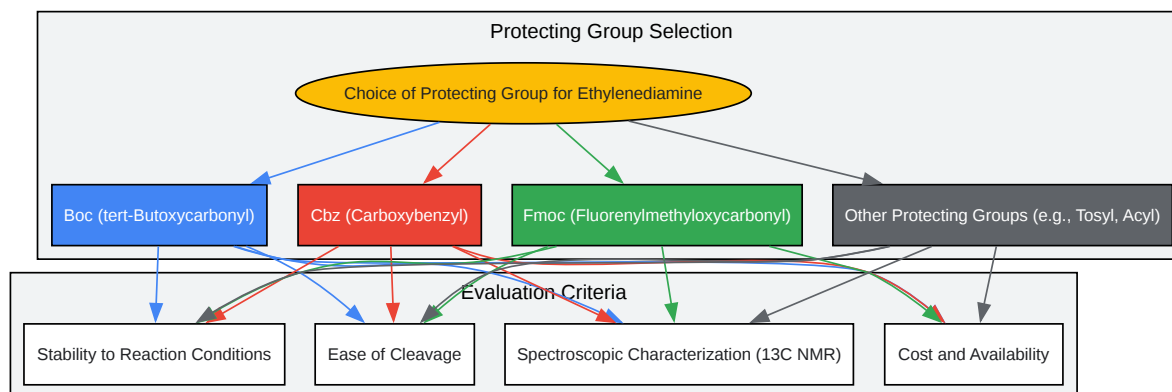 Protecting Group Selection
Choice of Protecting Group for Ethylenediamine
Boc (tert-Butoxycarbonyl)
Cbz (Carboxybenzyl)
Fmoc (Fluorenylmethyloxycarbonyl)
Other Protecting Groups (e.g., Tosyl, Acyl)
Evaluation Criteria
Stability to Reaction Conditions
Ease of Cleavage
Spectroscopic Characterization (13C NMR)
Cost and Availability